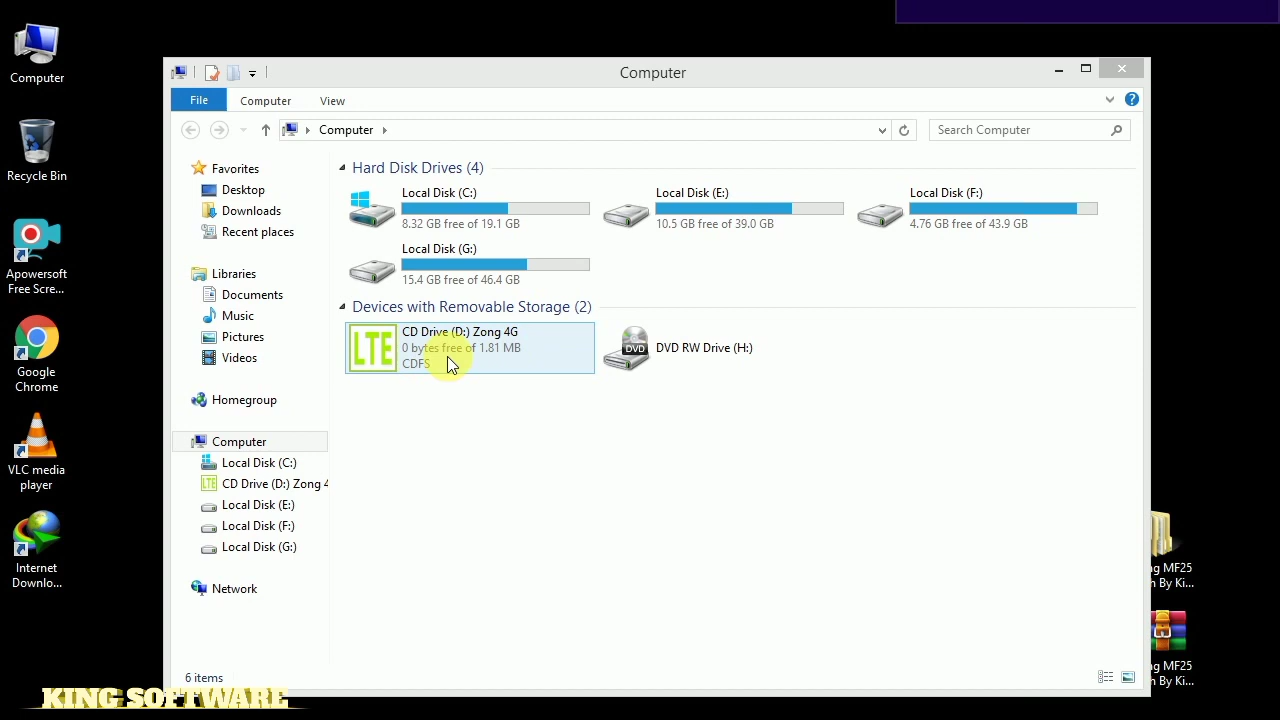 Computer
Recycle Bin
Apowersoft
Free Scre...
Google
Chrome
VLC media
player
Internet
Downlo...
Computer
File
Computer
View
Computer
Search Computer
Favorites
Desktop
Downloads
Recent places
Libraries
Documents
Music
Pictures
Videos
Homegroup
Computer
Local Disk (C:)
CD Drive (D:) Zong 4
Local Disk (E:)
Local Disk (F:)
Local Disk (G:)
Network
Hard Disk Drives (4)
Local Disk (C:)
8.32 GB free of 19.1 GB
Local Disk (E:)
10.5 GB free of 39.0 GB
Local Disk (F:)
4.76 GB free of 43.9 GB
Local Disk (G:)
15.4 GB free of 46.4 GB
Devices with Removable Storage (2)
LTE
CD Drive (D:) Zong 4G
0 bytes free of 1.81 MB
CDFS
DVD
DVD RW Drive (H:)
LTE
6 items
ng MF25
n By Ki...
ng MF25
n By Ki...
KING SOFTWARE